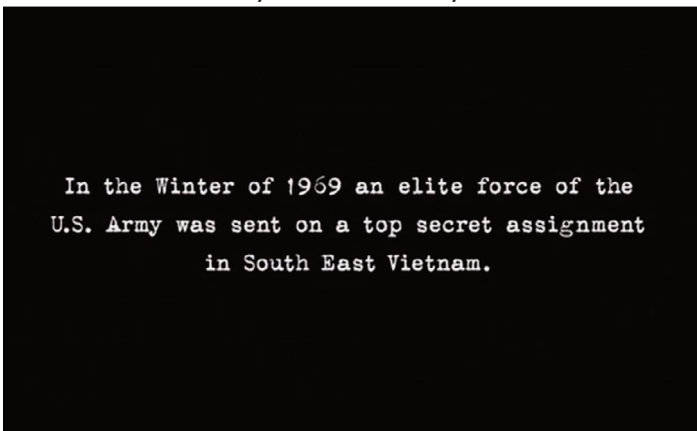 In the Winter of 1969 an elite force of the
U.S. Army was sent on a top secret assignment
in South East Vietnam.